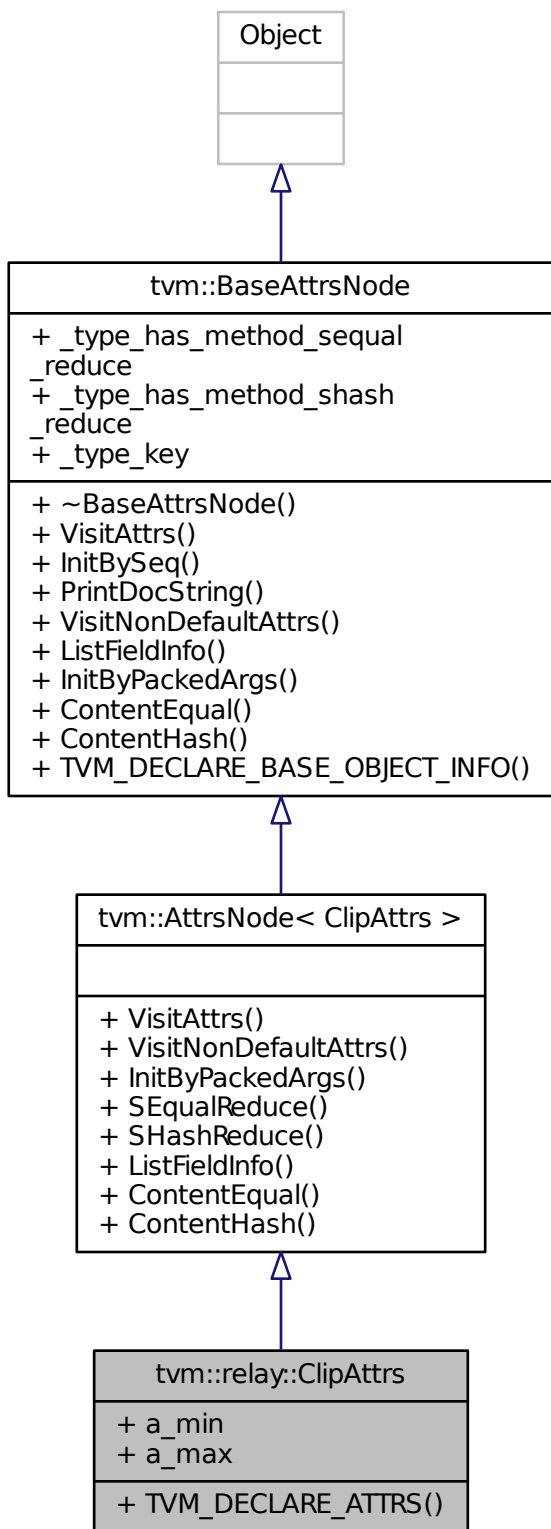 Object
tvm::BaseAttrsNode
+ _type_has_method_sequal
_reduce
+ _type_has_method_shash
_reduce
+ _type_key
+ ~BaseAttrsNode()
+ VisitAttrs()
+ InitBySeq()
+ PrintDocString()
+ VisitNonDefaultAttrs()
+ ListFieldInfo()
+ InitByPackedArgs()
+ ContentEqual()
+ ContentHash()
+ TVM_DECLARE_BASE_OBJECT_INFO()
tvm::AttrsNode< ClipAttrs >
+ VisitAttrs()
+ VisitNonDefaultAttrs()
+ InitByPackedArgs()
+ SEqualReduce()
+ SHashReduce()
+ ListFieldInfo()
+ ContentEqual()
+ ContentHash()
tvm::relay::ClipAttrs
+ a_min
+ a_max
+ TVM_DECLARE_ATTRS()